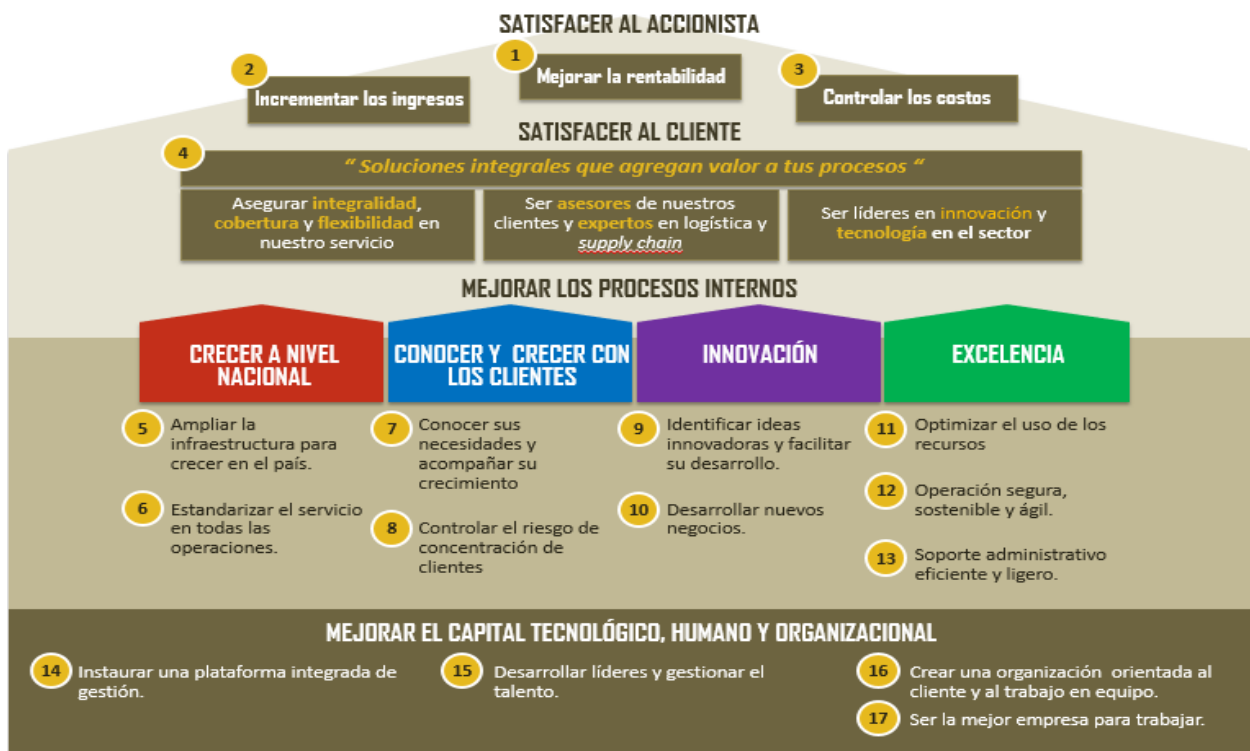 SATISFACER AL ACCIONISTA
1
Mejorar la rentabilidad
2
Incrementar los ingresos
3
Controlar los costos
SATISFACER AL CLIENTE
4
“ Soluciones integrales que agregan valor a tus procesos “
Asegurar integralidad,
cobertura y flexibilidad en
nuestro servicio
Ser asesores de nuestros
clientes y expertos en logística y
supply chain
Ser líderes en innovación y
tecnología en el sector
MEJORAR LOS PROCESOS INTERNOS
CRECER A NIVEL
NACIONAL
5
Ampliar la
infraestructura para
crecer en el país.
6
Estandarizar el servicio
en todas las
operaciones.
CONOCER Y CRECER CON
LOS CLIENTES
7
Conocer sus
necesidades y
acompañar su
crecimiento
8
Controlar el riesgo de
concentración de
clientes
INNOVACIÓN
9
Identificar ideas
innovadoras y facilitar
su desarrollo.
10
Desarrollar nuevos
negocios.
EXCELENCIA
11
Optimizar el uso de los
recursos
12
Operación segura,
sostenible y ágil.
13
Soporte administrativo
eficiente y ligero.
MEJORAR EL CAPITAL TECNOLÓGICO, HUMANO Y ORGANIZACIONAL
14
Instaurar una plataforma integrada de
gestión.
15
Desarrollar líderes y gestionar el
talento.
16
Crear una organización orientada al
cliente y al trabajo en equipo.
17
Ser la mejor empresa para trabajar.